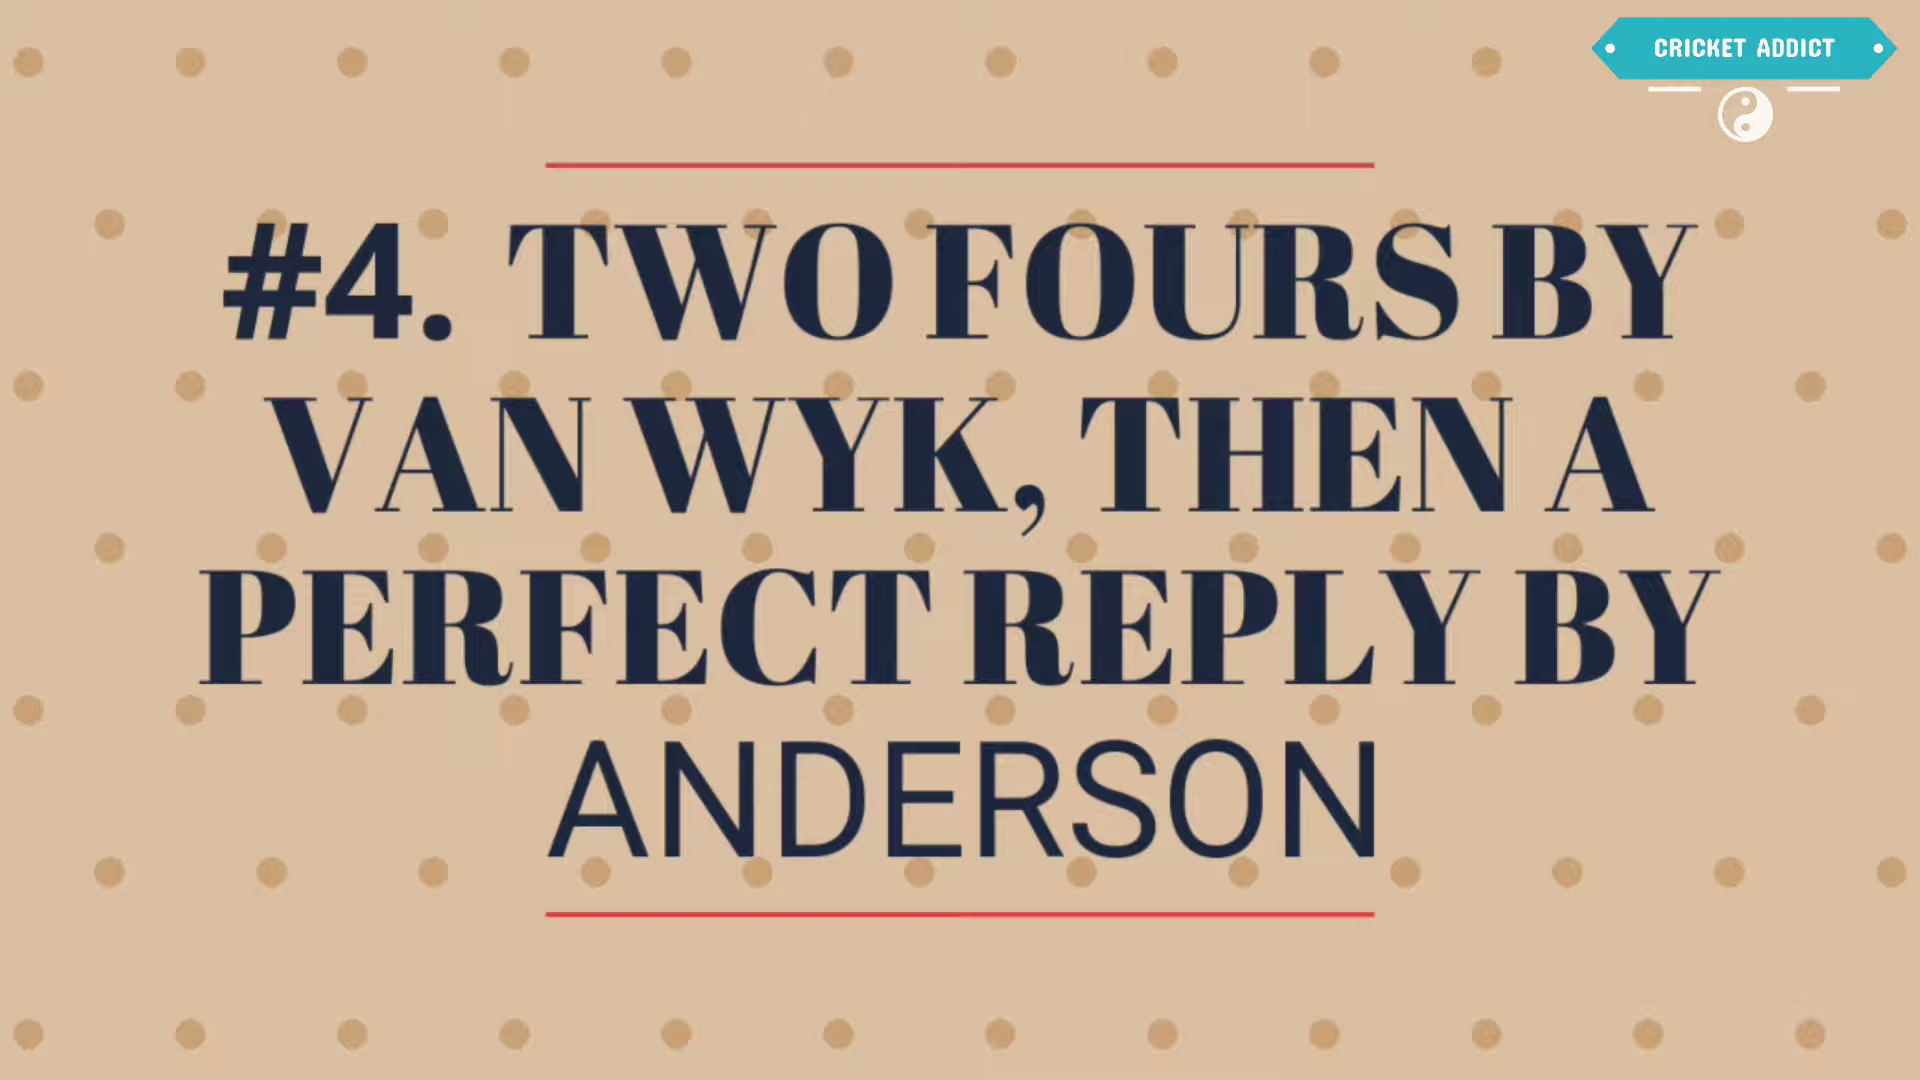 CRICKET ADDICT
#4. TWO FOURS BY
VAN WYK, THEN A
PERFECT REPLY BY
ANDERSON